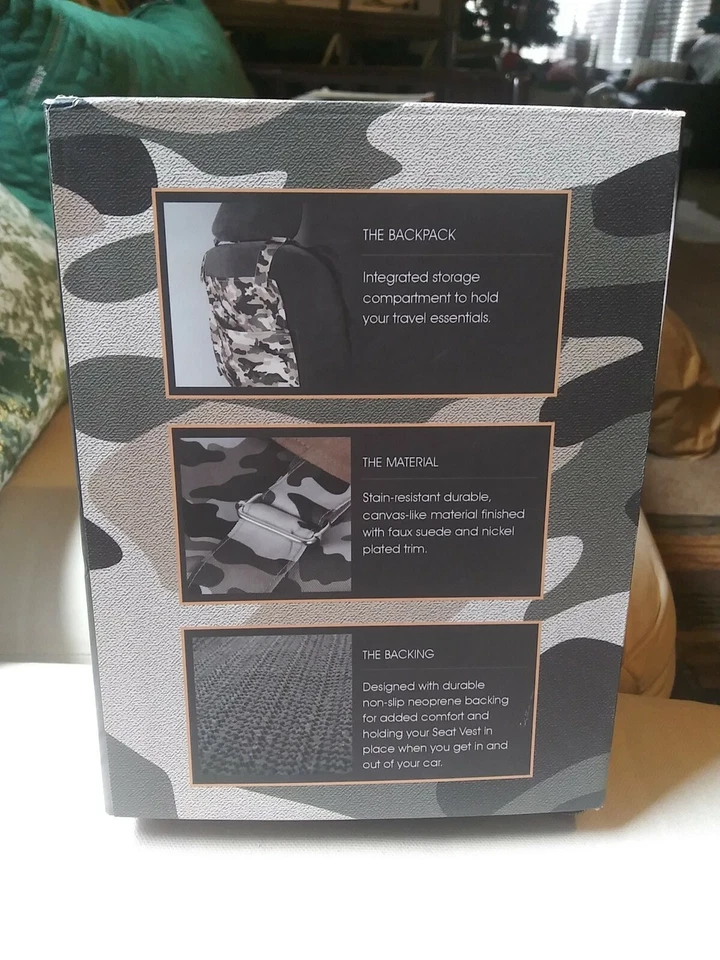 THE BACKPACK
Integrated storage
compartment to hold
your travel essentials.
THE MATERIAL
Stain-resistant durable,
canvas-like material finished
with faux suede and nickel
plated trim.
THE BACKING
Designed with durable
non-slip neoprene backing
for added comfort and
holding your Seat Vest in
place when you get in and
out of your car.